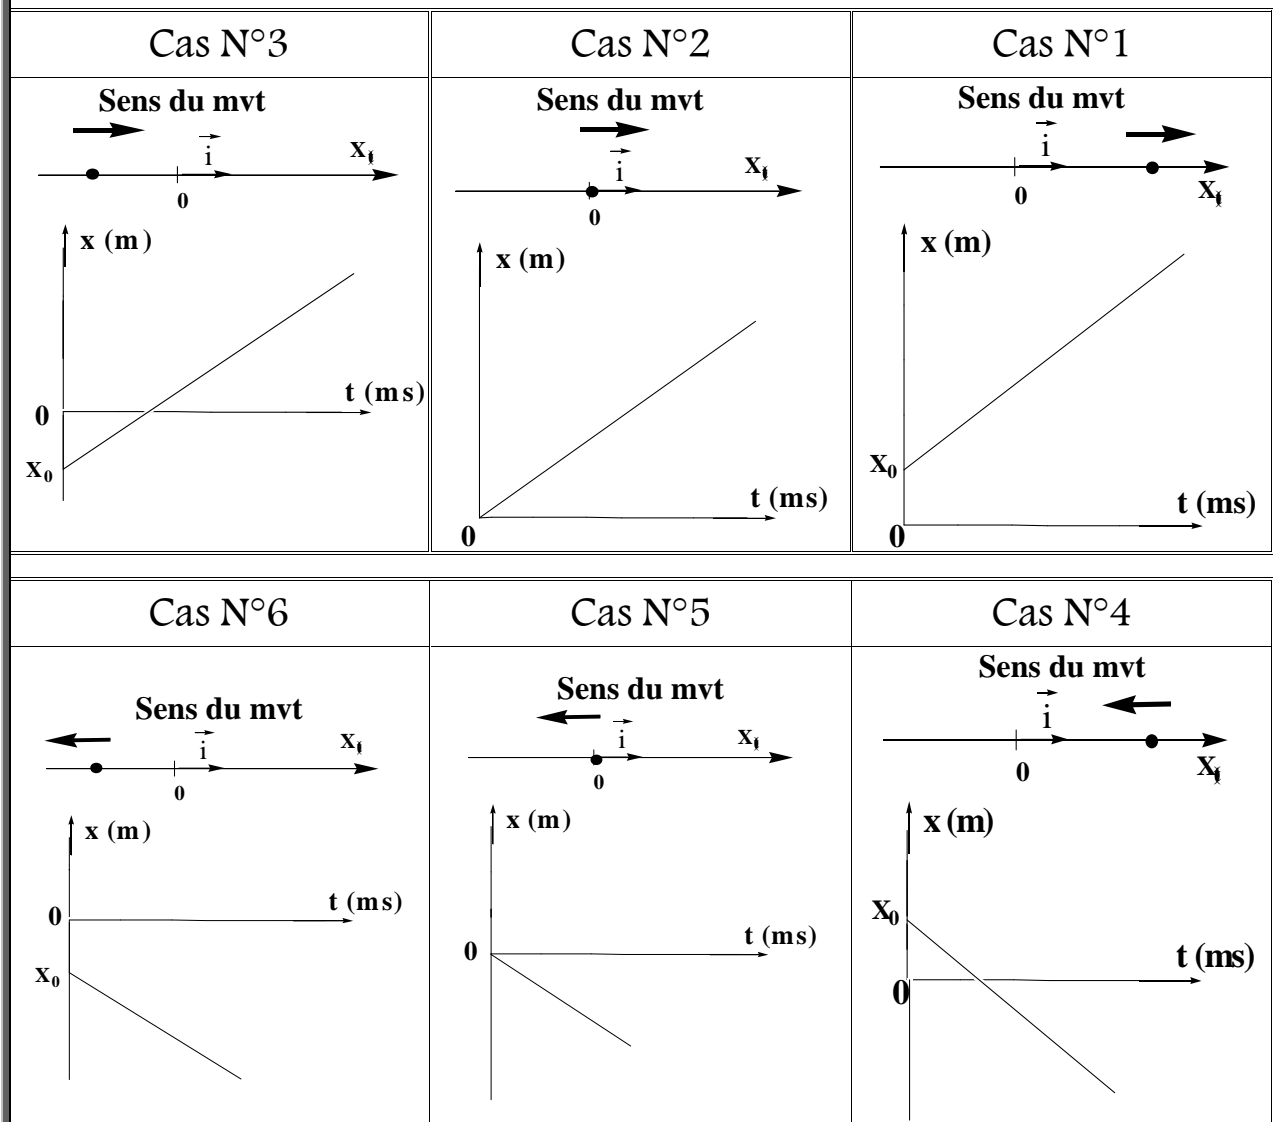 Cas N°3
Sens du mvt
i
X
0
x (m)
t (ms)
0
X₀
Cas N°2
Sens du mvt
i
X
0
x (m)
t (ms)
0
Cas N°1
Sens du mvt
i
0
X
x (m)
X₀
t (ms)
0
Cas N°6
Sens du mvt
i
X
0
x (m)
0
t (ms)
X₀
Cas N°5
Sens du mvt
i
X
0
x (m)
t (ms)
0
Cas N°4
Sens du mvt
i
0
X
x (m)
X₀
t (ms)
0